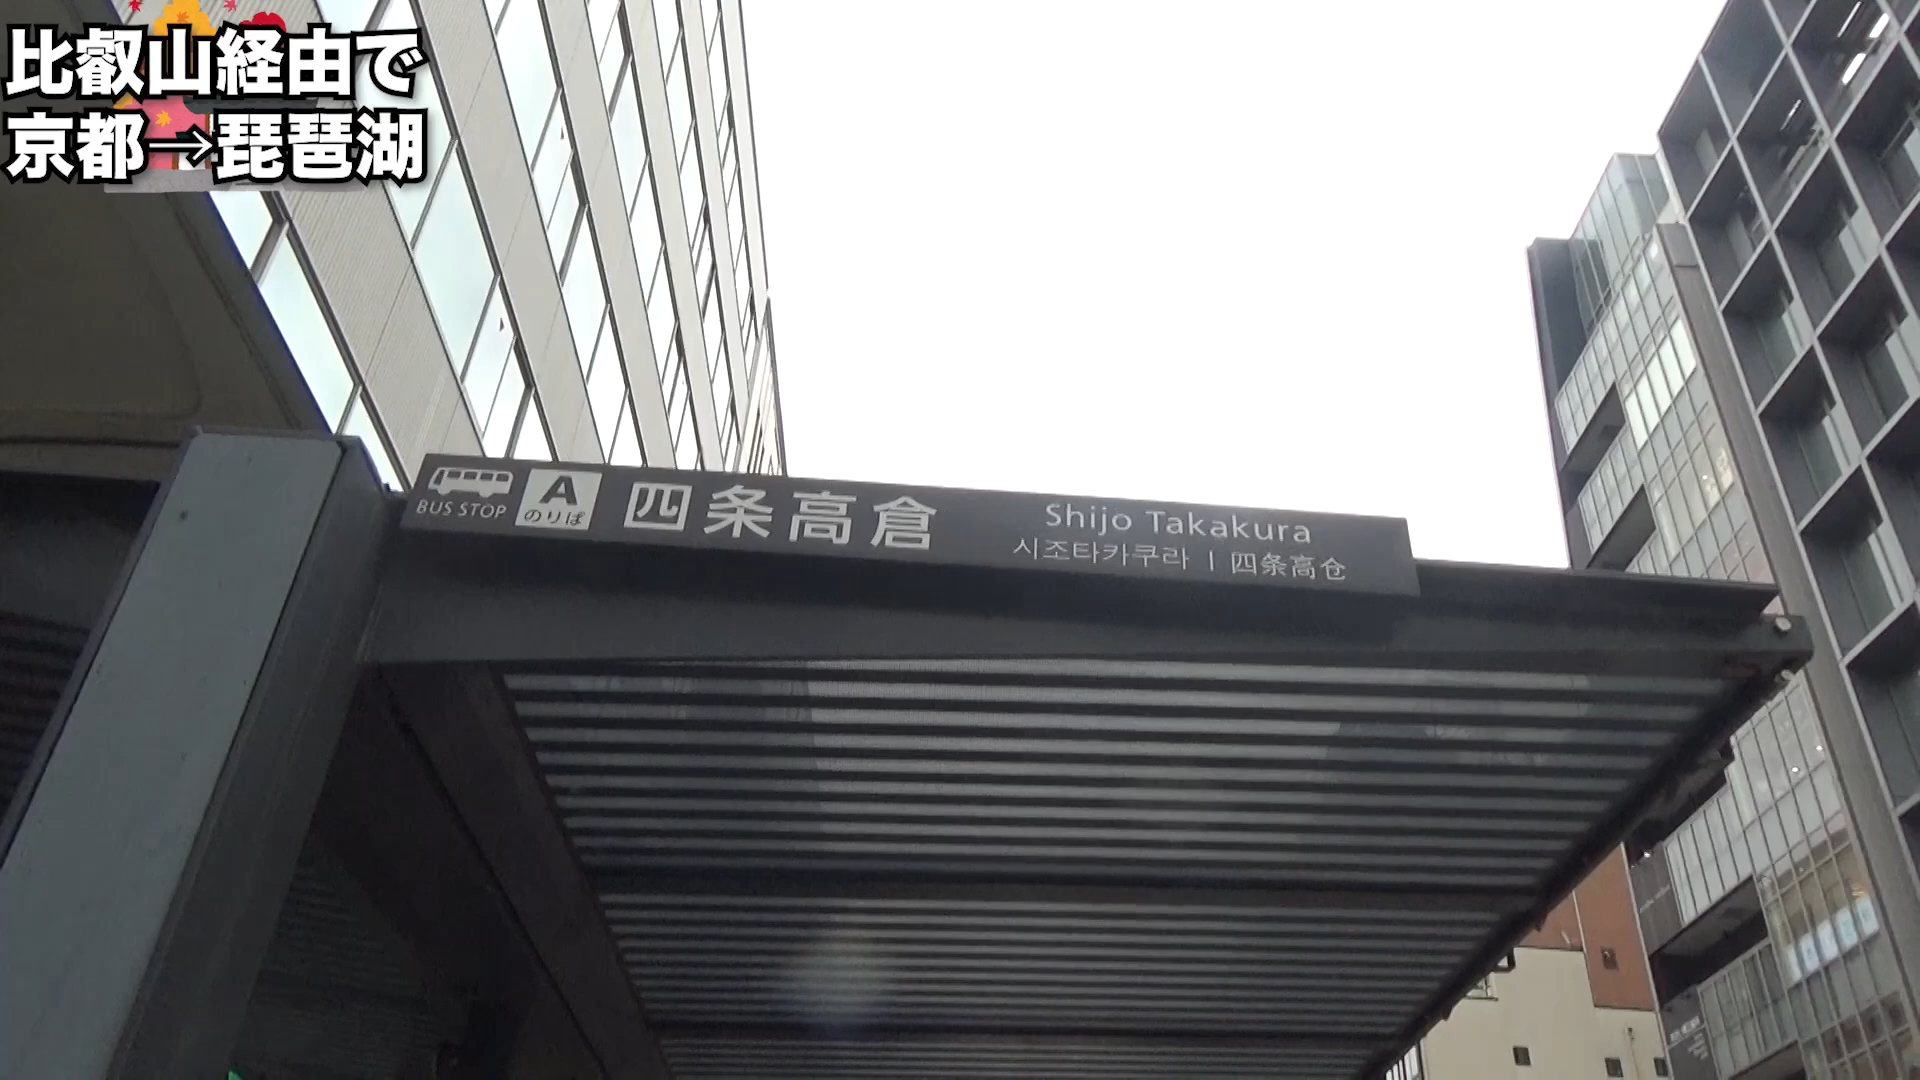 比叡山経由で
京都→琵琶湖
BUS STOP
A
のりば
四条高倉
Shijo Takakura
시조타카쿠라 | 四条高仓